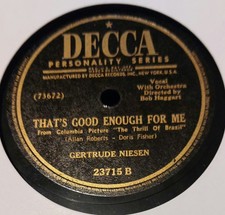 DECCA
PERSONALITY SERIES
MANUFACTURED BY DECCA RECORDS, INC., NEW YORK, U.S.A.
(73672)
Vocal
With Orchestra
Directed by
Bob Haggart
THAT'S GOOD ENOUGH FOR ME
From Columbia Picture "The Thrill Of Brazil"
(Allan Roberts - Doris Fisher)
GERTRUDE NIESEN
23715 B